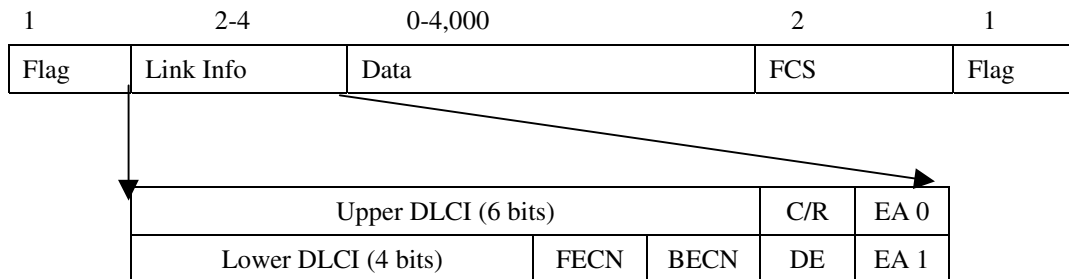 1 2-4 0-4,000 2 1
Flag Link Info Data FCS Flag
Upper DLCI (6 bits) C/R EA 0
Lower DLCI (4 bits) FECN BECN DE EA 1